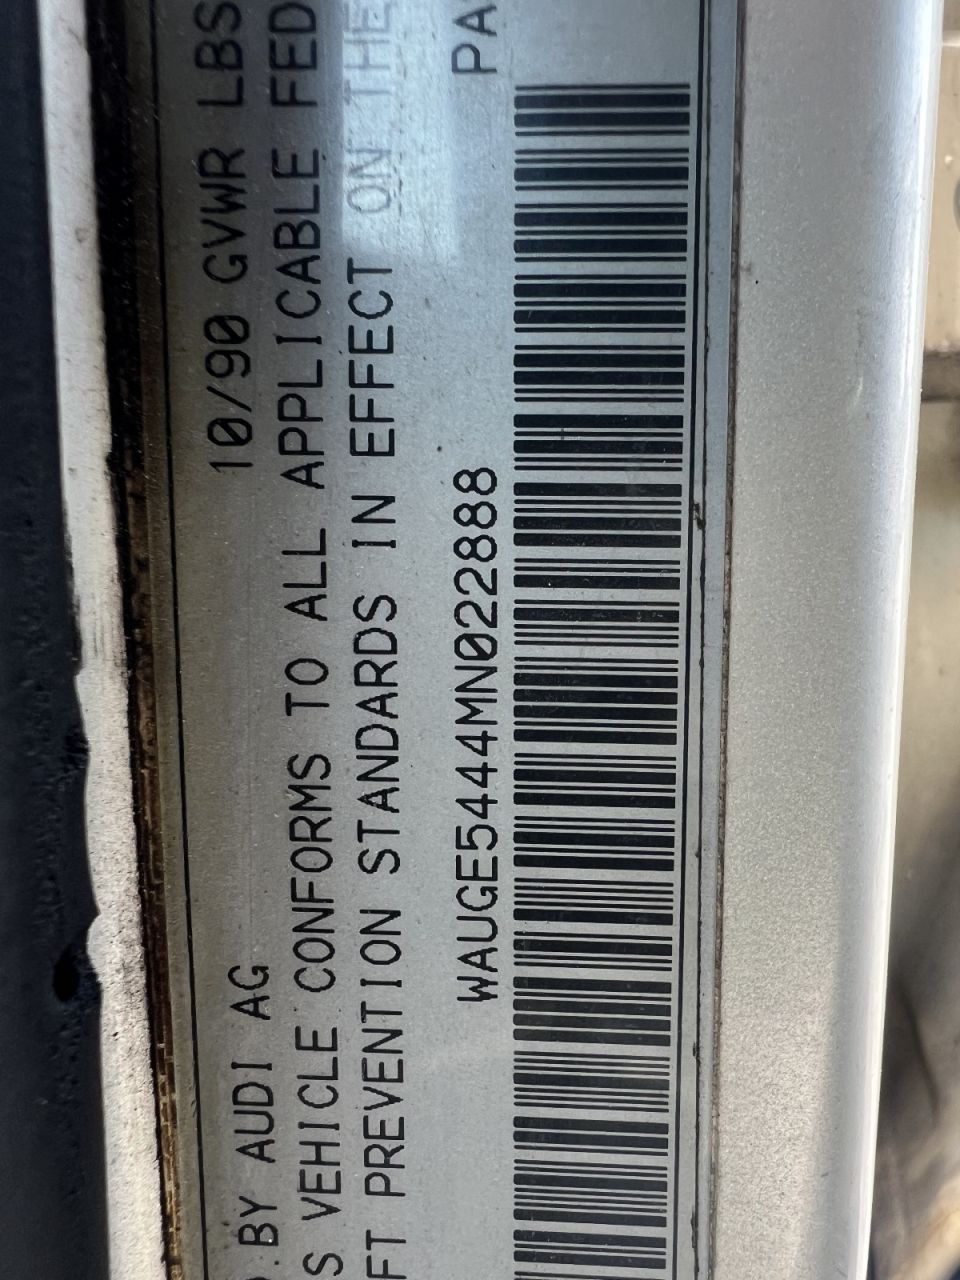 BY AUDI AG 10/90 GVWR LBS
S VEHICLE CONFORMS TO ALL APPLICABLE FED
FT PREVENTION STANDARDS IN EFFECT ON THE
WAUGE5444MN022888 PA